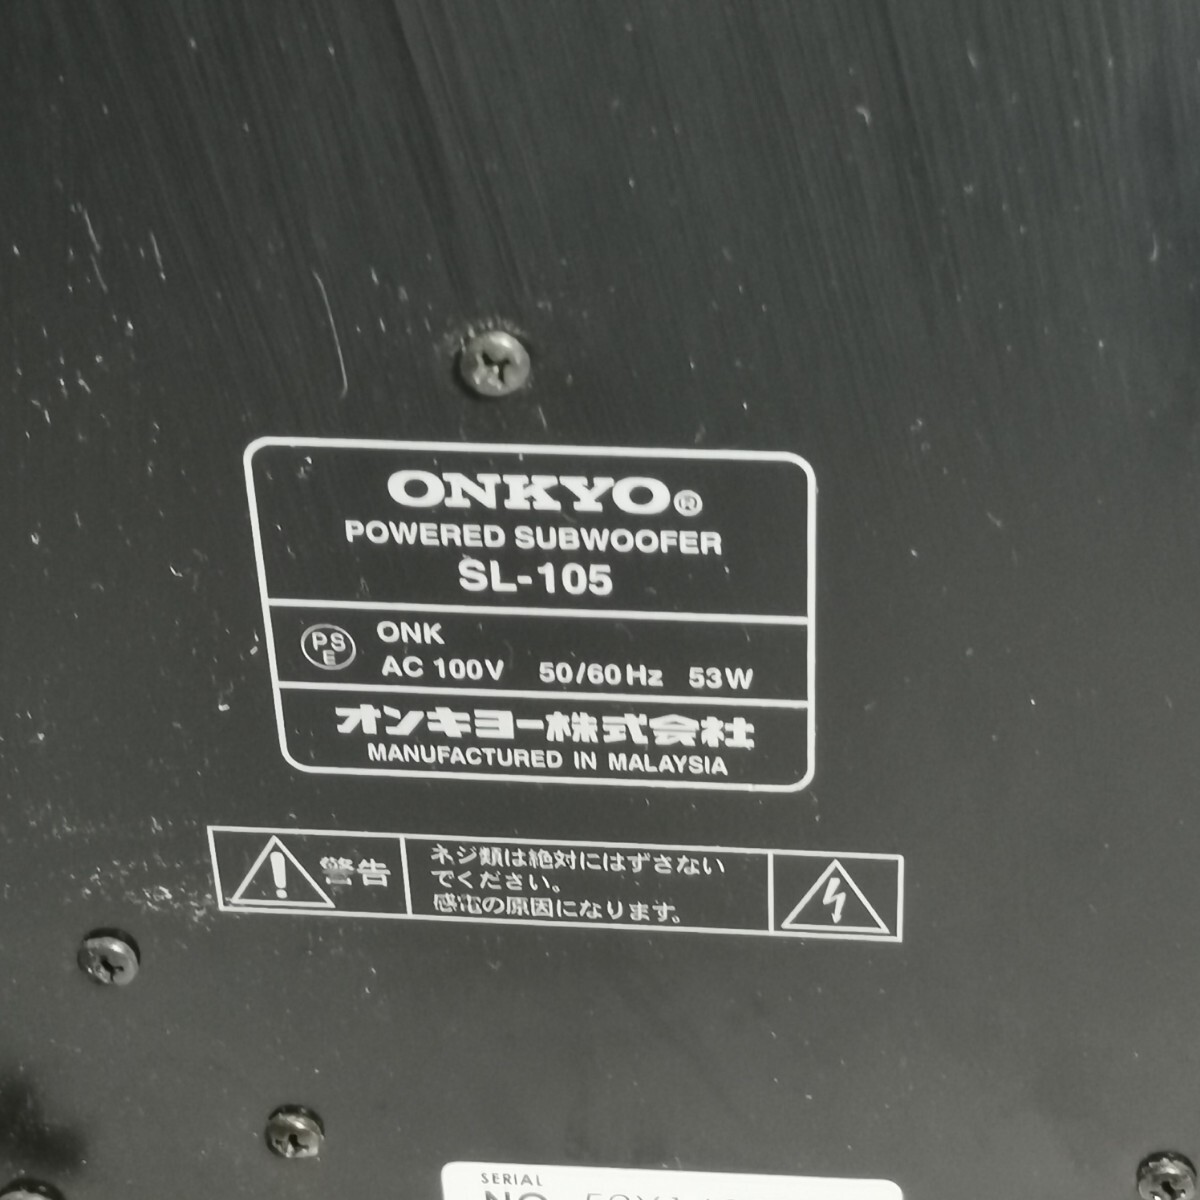 ONKYO®
POWERED SUBWOOFER
SL-105
PSE
ONK
AC 100V 50/60Hz 53W
オンキヨー株式会社
MANUFACTURED IN MALAYSIA
警告
ネジ類は絶対にはずさない
でください。
感電の原因になります。
SERIAL
NO.